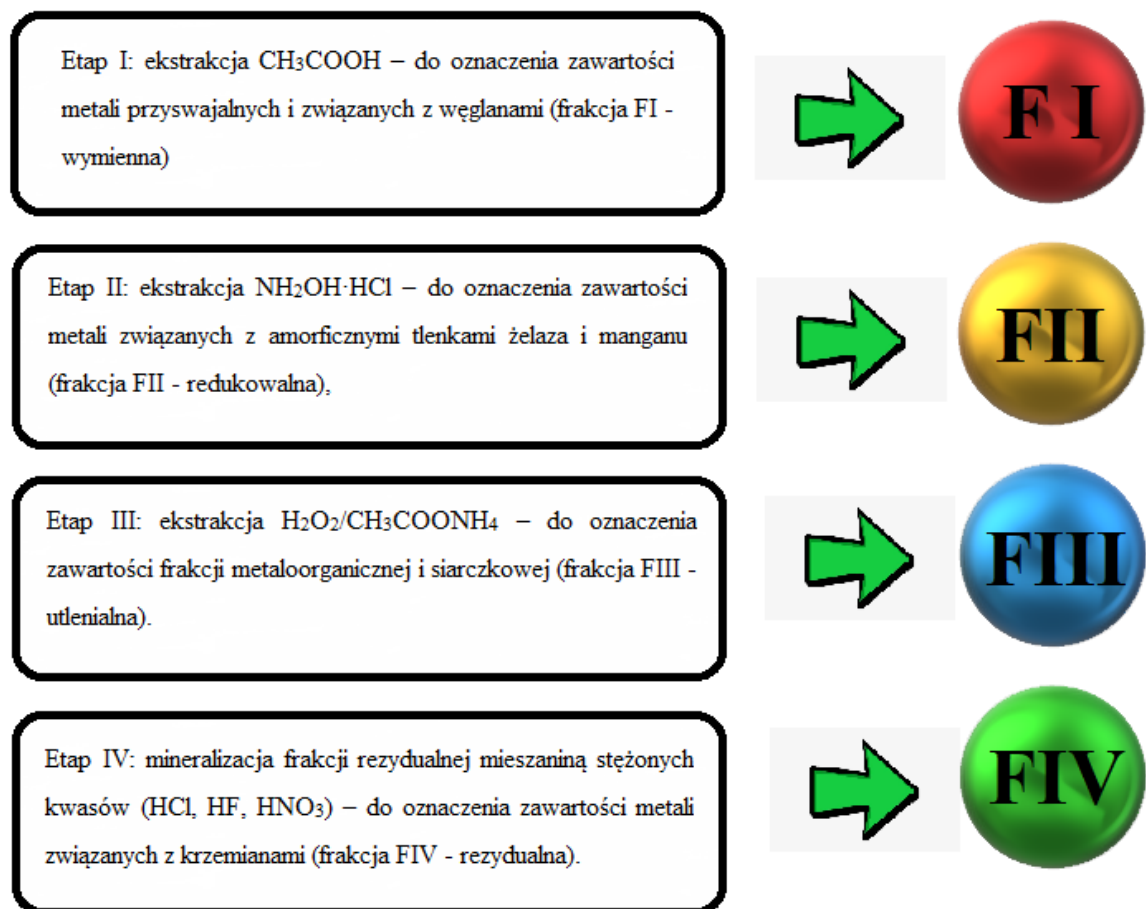 Etap I: ekstrakcja CH₃COOH – do oznaczenia zawartości
metali przyswajalnych i związanych z węglanami (frakcja FI -
wymienna)
F I
Etap II: ekstrakcja NH₂OH·HCl – do oznaczenia zawartości
metali związanych z amorficznymi tlenkami żelaza i manganu
(frakcja FII - redukowalna),
FII
Etap III: ekstrakcja H₂O₂/CH₃COONH₄ – do oznaczenia
zawartości frakcji metaloorganicznej i siarczkowej (frakcja FIII -
utlenialna).
FIII
Etap IV: mineralizacja frakcji rezydualnej mieszaniną stężonych
kwasów (HCl, HF, HNO₃) – do oznaczenia zawartości metali
związanych z krzemianami (frakcja FIV - rezydualna).
FIV